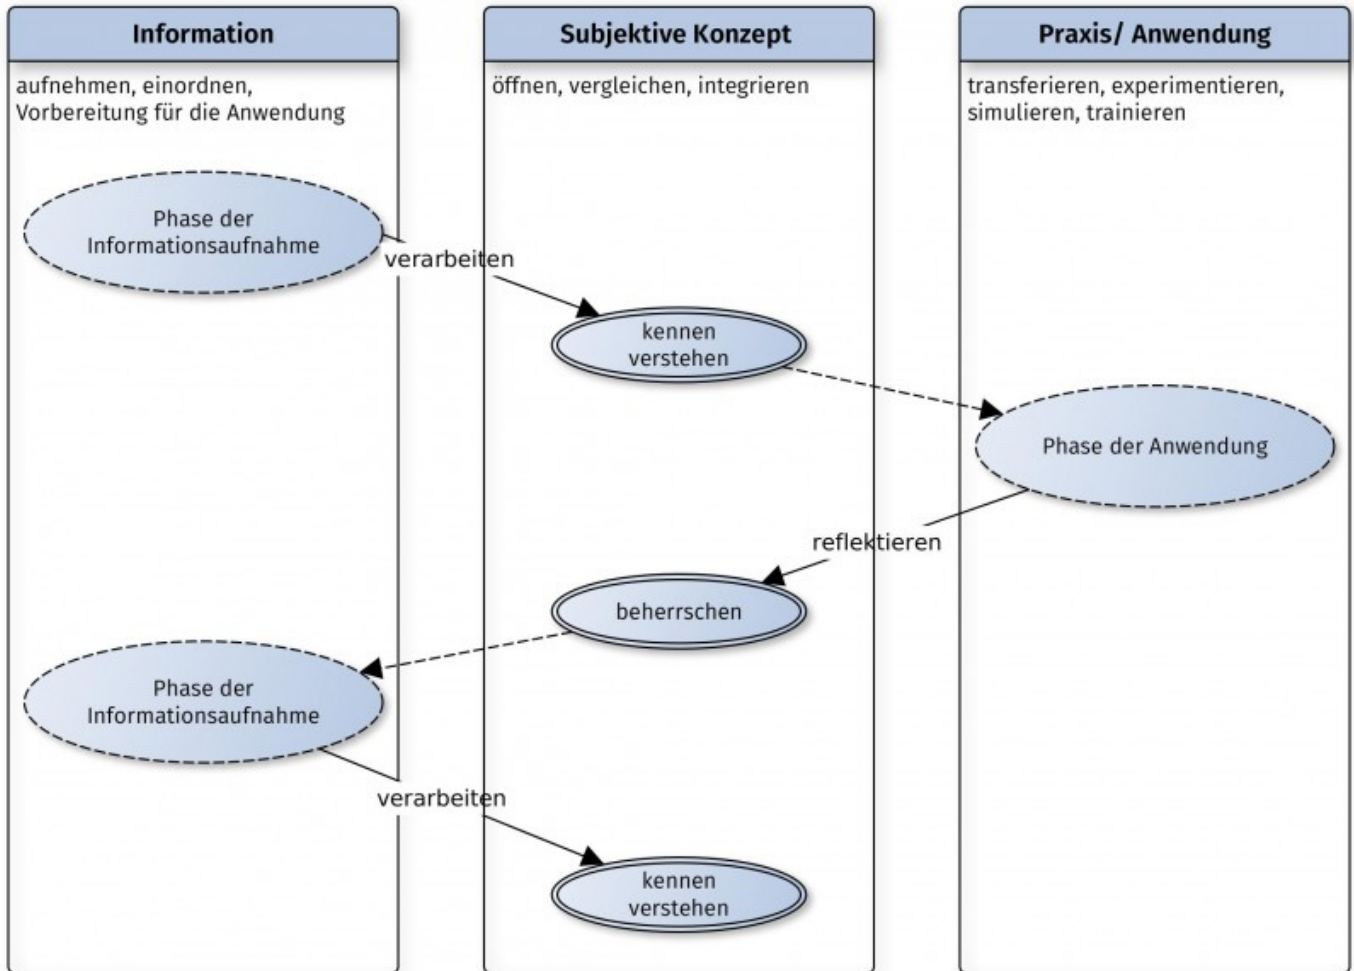 Information
aufnehmen, einordnen,
Vorbereitung für die Anwendung
Phase der
Informationsaufnahme
verarbeiten
Subjektive Konzept
öffnen, vergleichen, integrieren
kennen
verstehen
Praxis/ Anwendung
transferieren, experimentieren,
simulieren, trainieren
Phase der Anwendung
reflektieren
beherrschen
Phase der
Informationsaufnahme
verarbeiten
kennen
verstehen